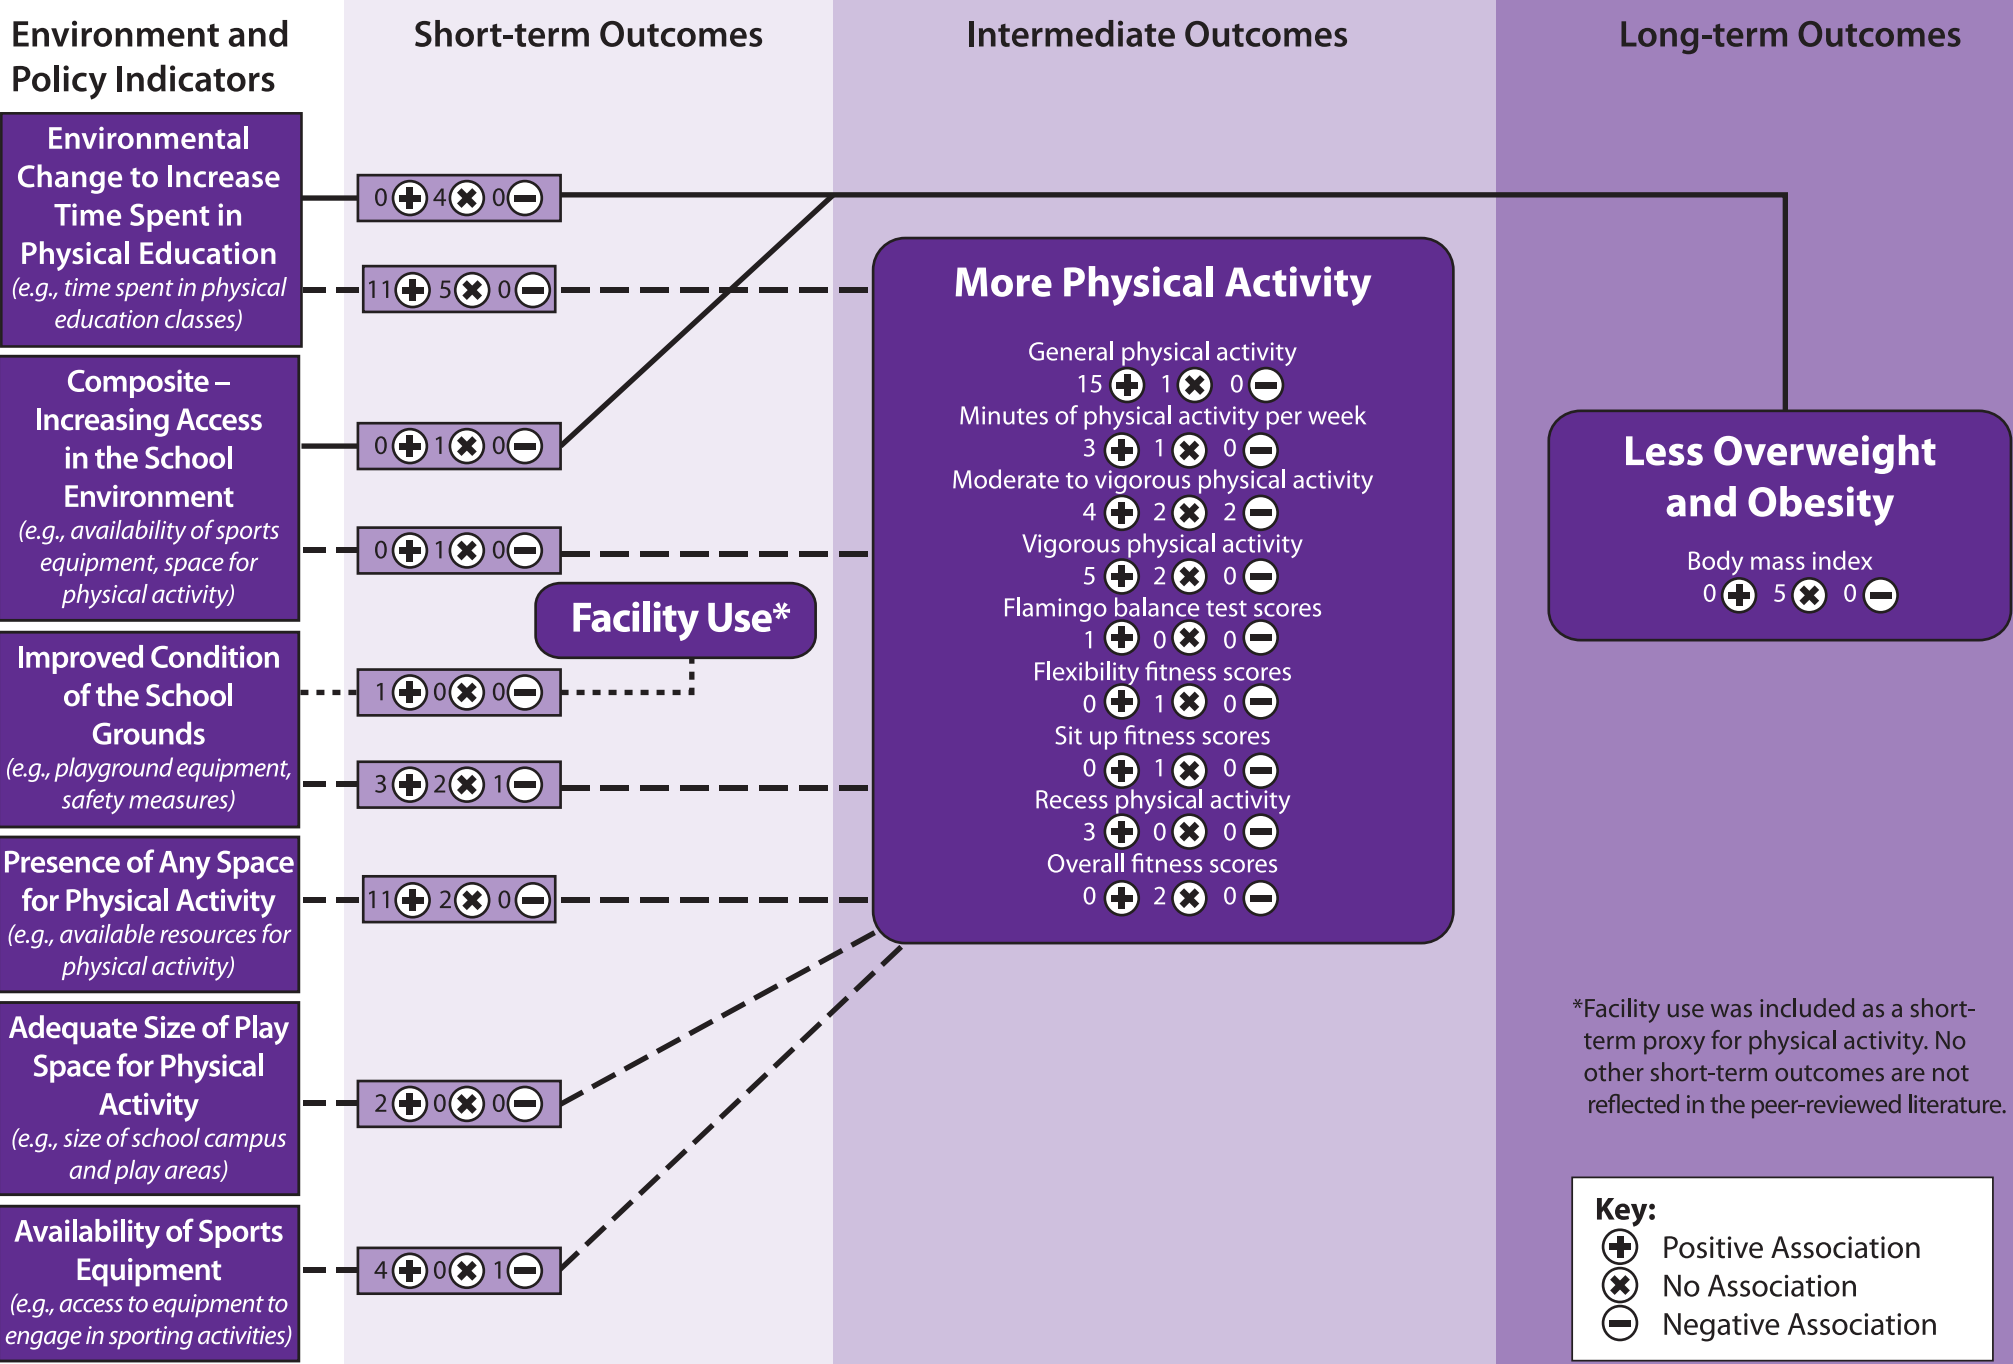 Environment and
Policy Indicators
Short-term Outcomes
Intermediate Outcomes
Long-term Outcomes
Environmental
Change to Increase
Time Spent in
Physical Education
(e.g., time spent in physical
education classes)
0 + 4 × 0 −
11 + 5 × 0 −
Composite –
Increasing Access
in the School
Environment
(e.g., availability of sports
equipment, space for
physical activity)
0 + 1 × 0 −
0 + 1 × 0 −
Facility Use*
Improved Condition
of the School
Grounds
(e.g., playground equipment,
safety measures)
1 + 0 × 0 −
3 + 2 × 1 −
Presence of Any Space
for Physical Activity
(e.g., available resources for
physical activity)
11 + 2 × 0 −
Adequate Size of Play
Space for Physical
Activity
(e.g., size of school campus
and play areas)
2 + 0 × 0 −
Availability of Sports
Equipment
(e.g., access to equipment to
engage in sporting activities)
4 + 0 × 1 −
More Physical Activity
General physical activity
15 + 1 × 0 −
Minutes of physical activity per week
3 + 1 × 0 −
Moderate to vigorous physical activity
4 + 2 × 2 −
Vigorous physical activity
5 + 2 × 0 −
Flamingo balance test scores
1 + 0 × 0 −
Flexibility fitness scores
0 + 1 × 0 −
Sit up fitness scores
0 + 1 × 0 −
Recess physical activity
3 + 0 × 0 −
Overall fitness scores
0 + 2 × 0 −
Less Overweight
and Obesity
Body mass index
0 + 5 × 0 −
*Facility use was included as a short-
term proxy for physical activity. No
other short-term outcomes are not
reflected in the peer-reviewed literature.
Key:
+ Positive Association
× No Association
− Negative Association